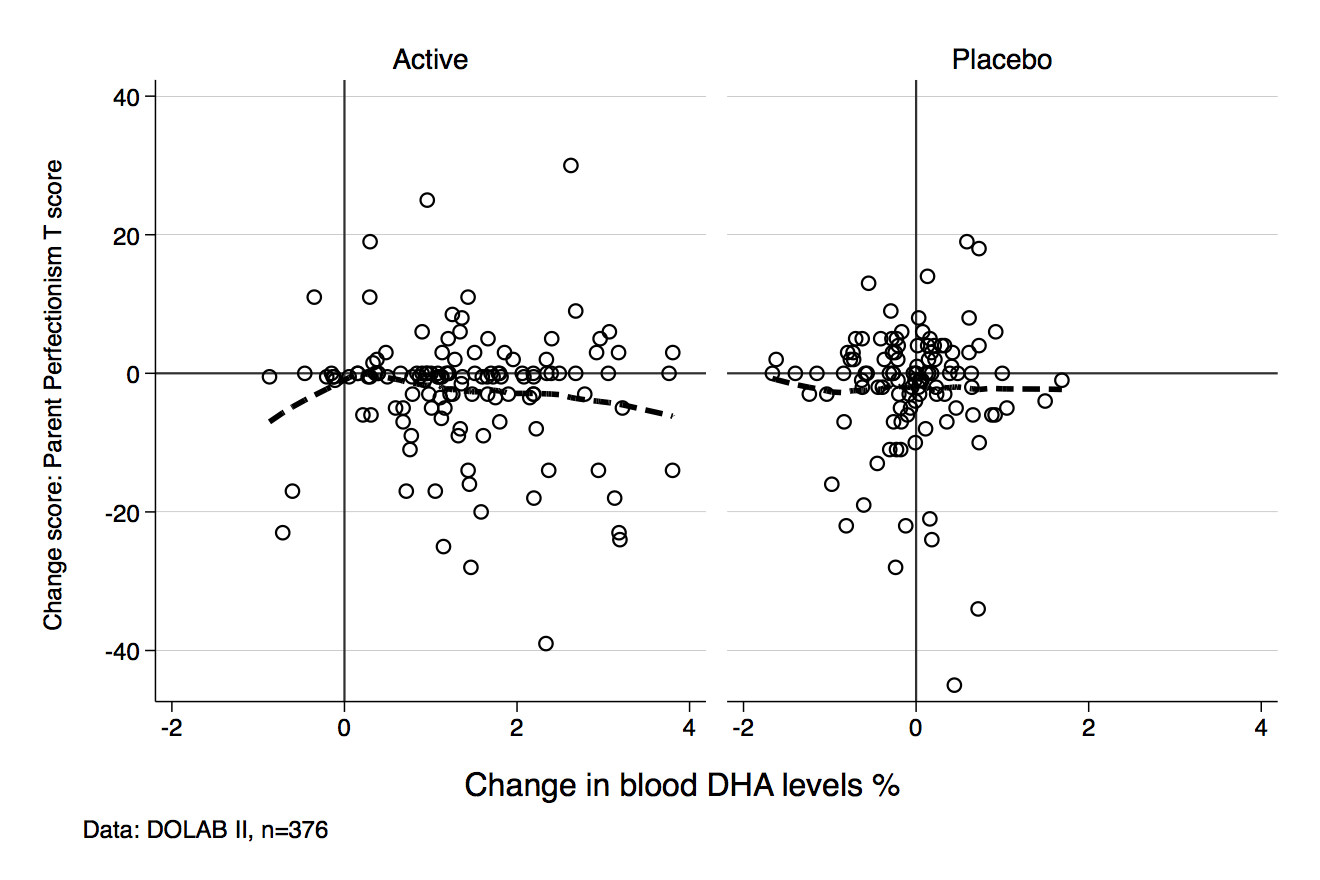 Active
Placebo
Change score: Parent Perfectionism T score
40
20
0
-20
-40
-2
0
2
4
-2
0
2
4
Change in blood DHA levels %
Data: DOLAB II, n=376